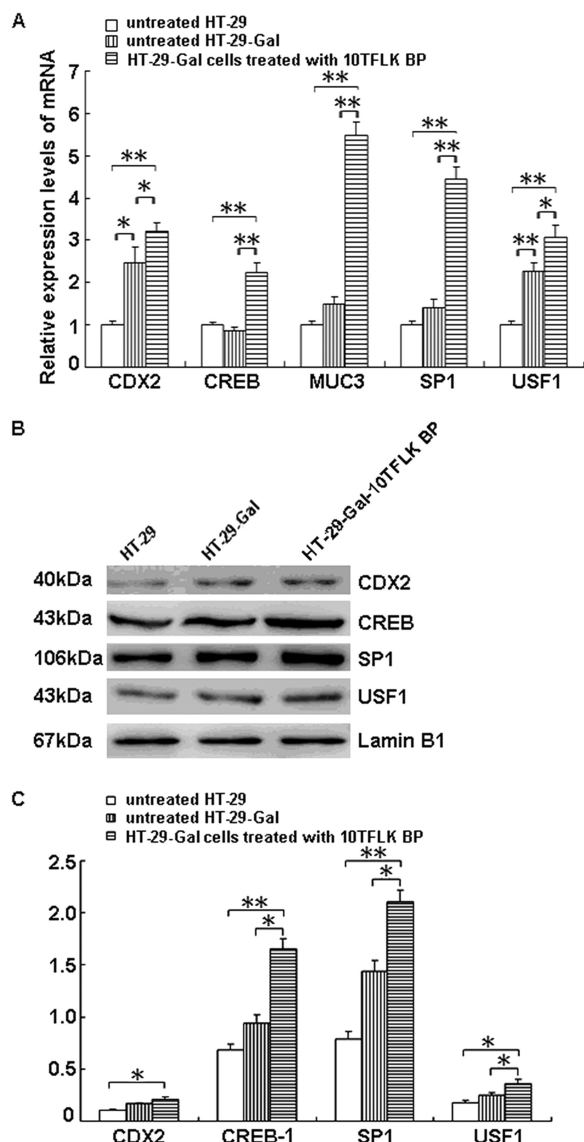 A
untreated HT-29
untreated HT-29-Gal
HT-29-Gal cells treated with 10TFLK BP
Relative expression levels of mRNA
7
6
5
4
3
2
1
0
** * *
** **
** **
** **
** ** *
CDX2 CREB MUC3 SP1 USF1
B
HT-29 HT-29-Gal HT-29-Gal-10TFLK BP
40kDa CDX2
43kDa CREB
106kDa SP1
43kDa USF1
67kDa Lamin B1
C
untreated HT-29
untreated HT-29-Gal
HT-29-Gal cells treated with 10TFLK BP
2.5
2.0
1.5
1.0
0.5
0
*
** *
** *
* *
CDX2 CREB-1 SP1 USF1